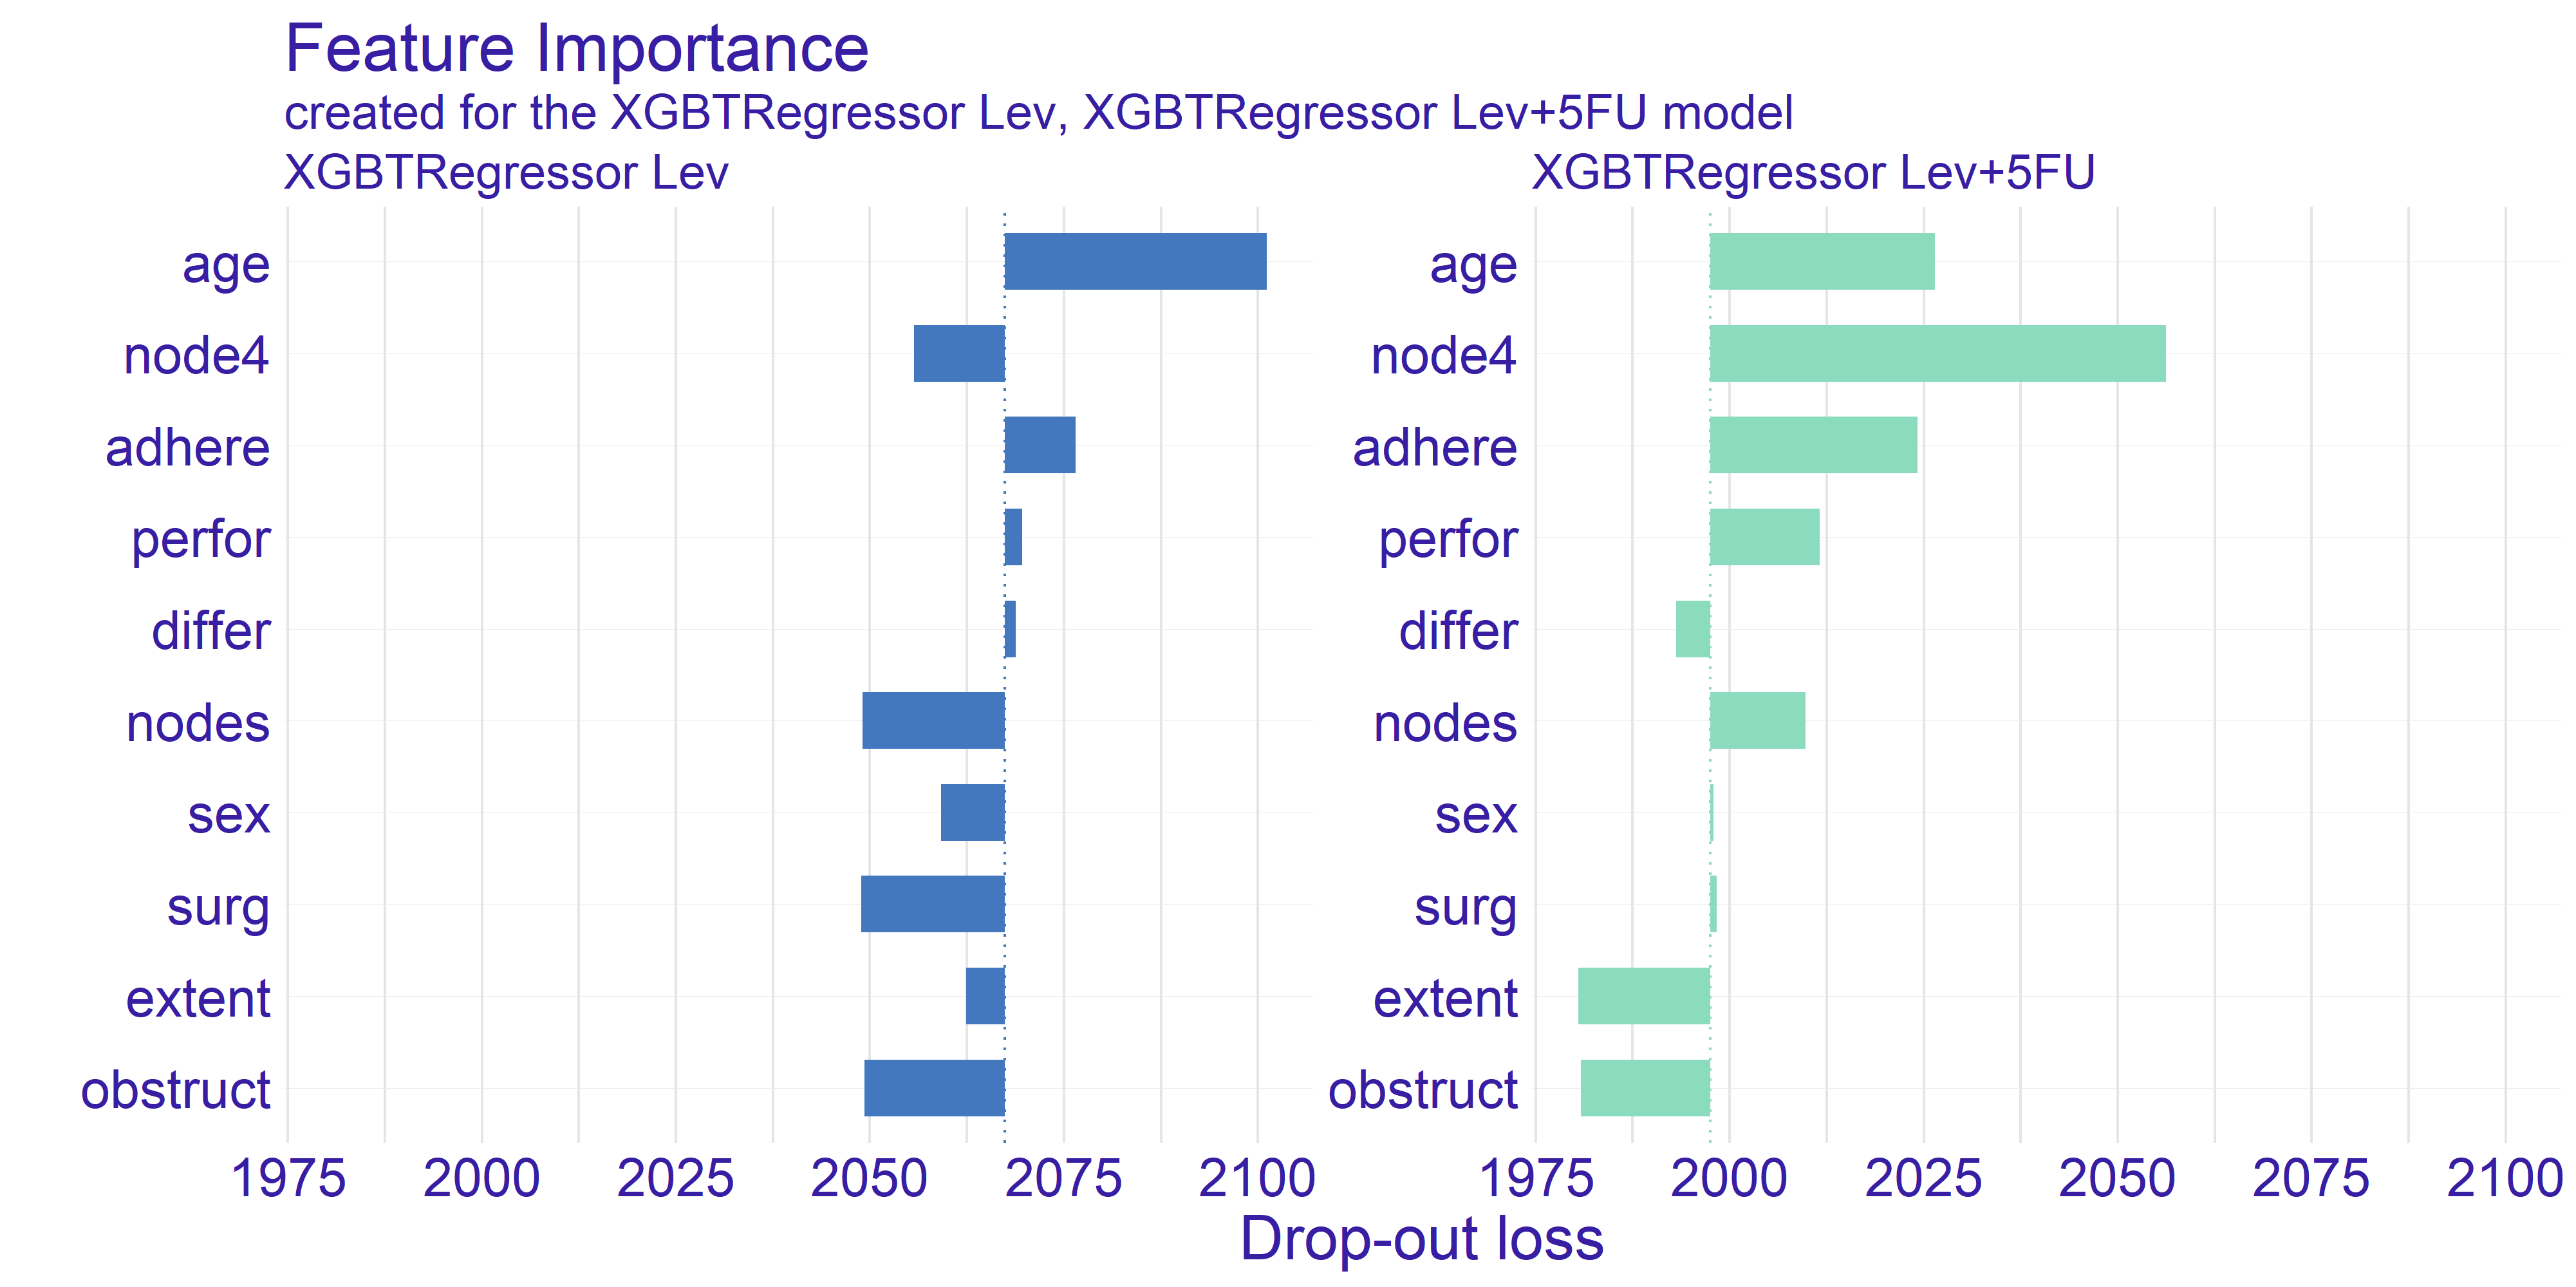 Feature Importance
created for the XGBTRegressor Lev, XGBTRegressor Lev+5FU model
XGBTRegressor Lev
age
node4
adhere
perfor
differ
nodes
sex
surg
extent
obstruct
1975 2000 2025 2050 2075 2100
XGBTRegressor Lev+5FU
age
node4
adhere
perfor
differ
nodes
sex
surg
extent
obstruct
1975 2000 2025 2050 2075 2100
Drop-out loss